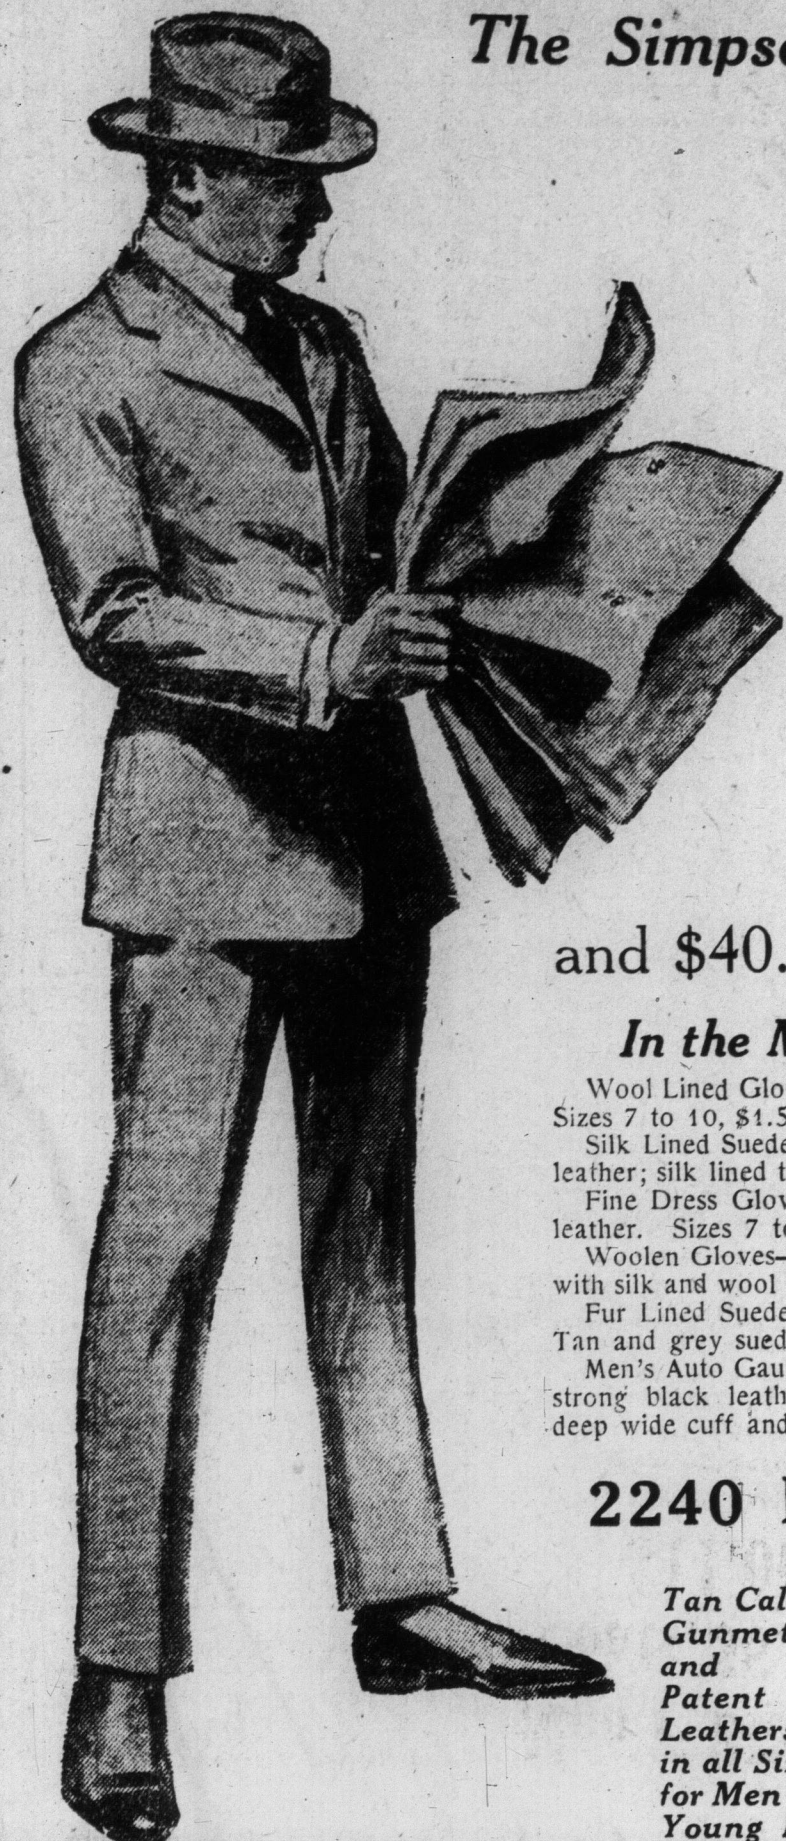 The Simps
and $40.
In the
Wool Lined Glo
Sizes 7 to 10, $1.5
Silk Lined Suede
leather; silk lined t
Fine Dress Glov
leather. Sizes 7 t
Woolen Gloves—
with silk and wool
Fur Lined Suede
Tan and grey sued
Men's Auto Gau
strong black leath
deep wide cuff and
2240
Tan Cal
Gunmet
and
Patent
Leathers
in all Si
for Men
Young